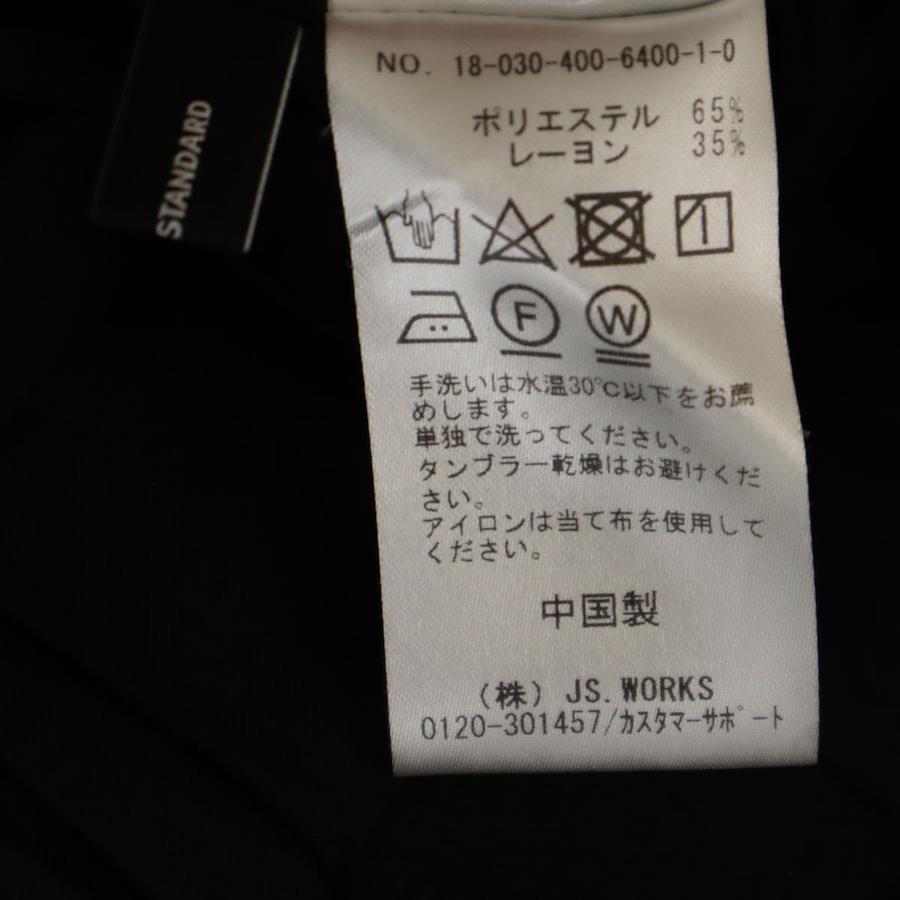 STANDARD
NO. 18-030-400-6400-1-0
ポリエステル 65%
レーヨン 35%
F W
手洗いは水温30℃以下をお薦
めします。
単独で洗ってください。
タンブラー乾燥はお避けくだ
さい。
アイロンは当て布を使用して
ください。
中国製
(株) JS.WORKS
0120-301457/カスタマーサポート